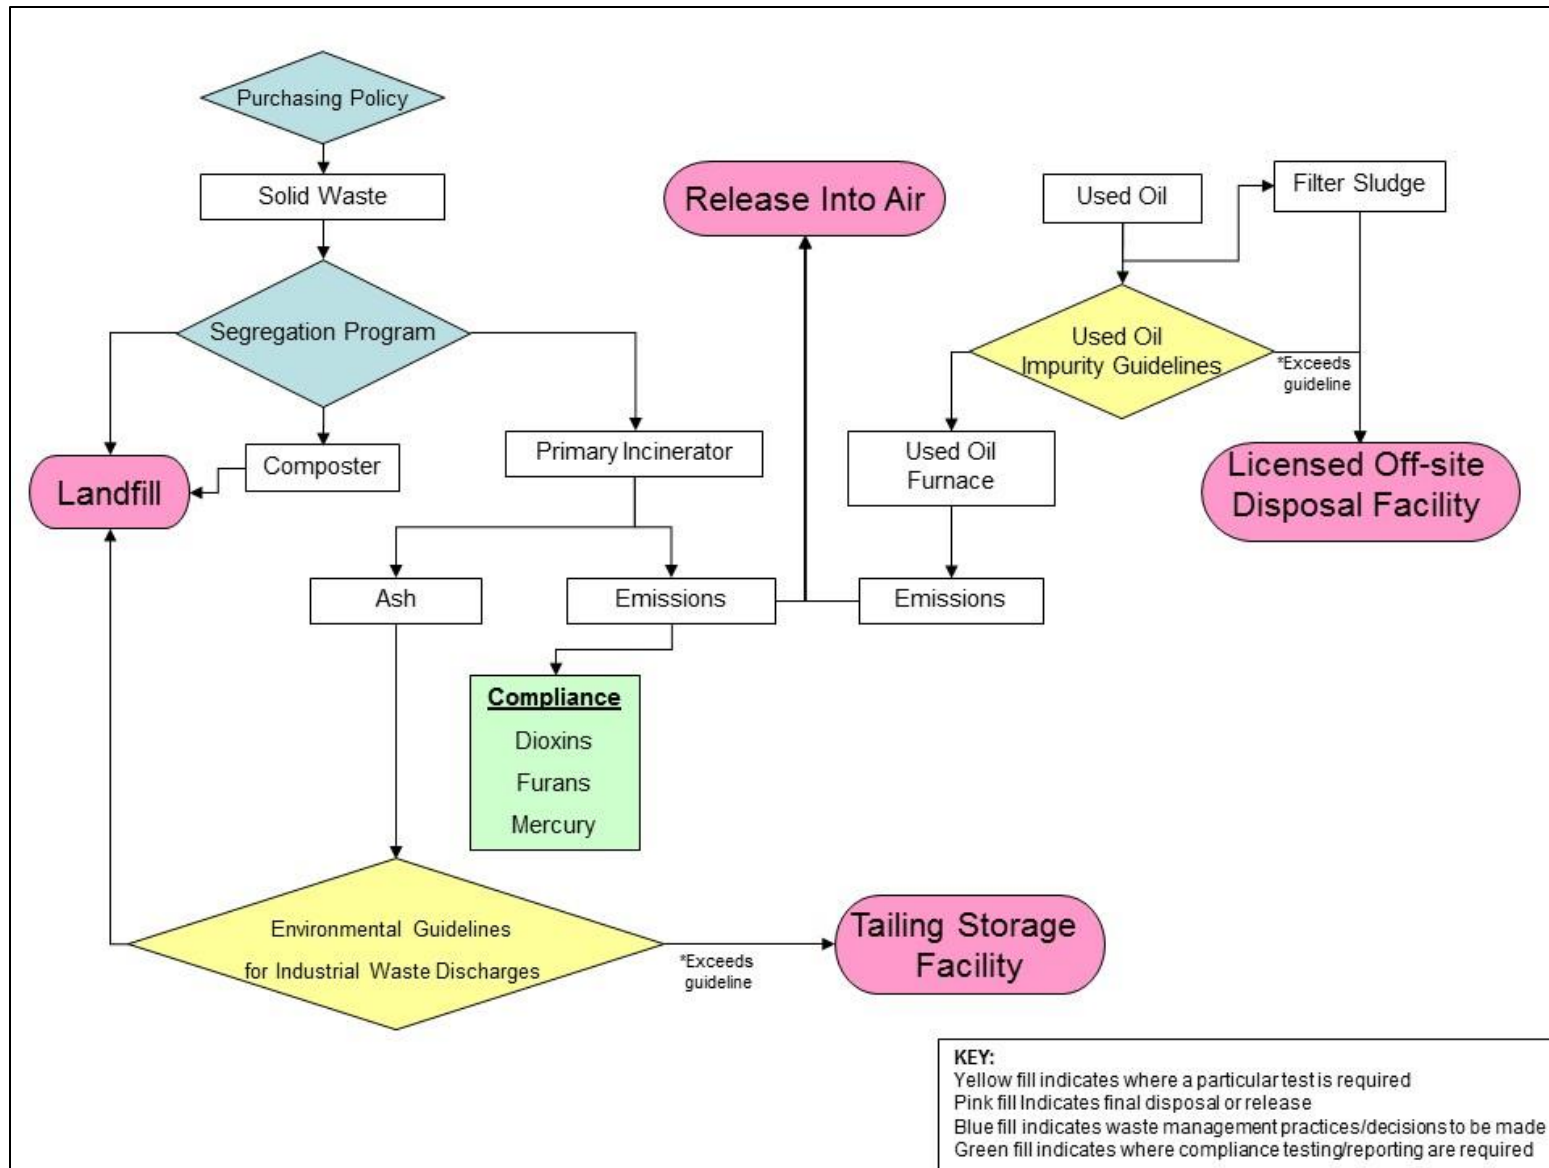 Purchasing Policy
Solid Waste
Segregation Program
Landfill
Composter
Primary Incinerator
Ash
Emissions
Compliance
Dioxins
Furans
Mercury
Environmental Guidelines
for Industrial Waste Discharges
*Exceeds
guideline
Tailing Storage
Facility
Release Into Air
Used Oil
Filter Sludge
Used Oil
Impurity Guidelines
*Exceeds
guideline
Used Oil
Furnace
Emissions
Licensed Off-site
Disposal Facility
KEY:
Yellow fill indicates where a particular test is required
Pink fill Indicates final disposal or release
Blue fill indicates waste management practices/decisions to be made
Green fill indicates where compliance testing/reporting are required